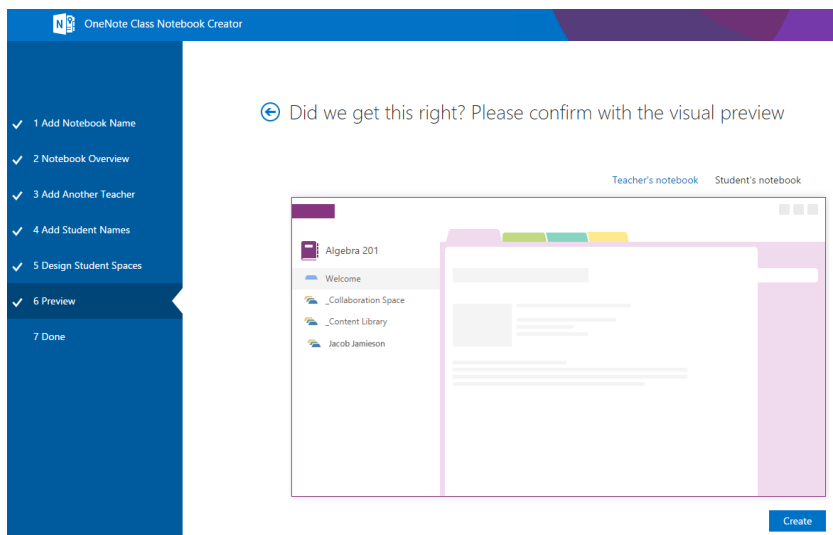 N
OneNote Class Notebook Creator
1 Add Notebook Name
2 Notebook Overview
3 Add Another Teacher
4 Add Student Names
5 Design Student Spaces
6 Preview
7 Done
Did we get this right? Please confirm with the visual preview
Teacher's notebook Student's notebook
Algebra 201
Welcome
_Collaboration Space
_Content Library
Jacob Jamieson
Create